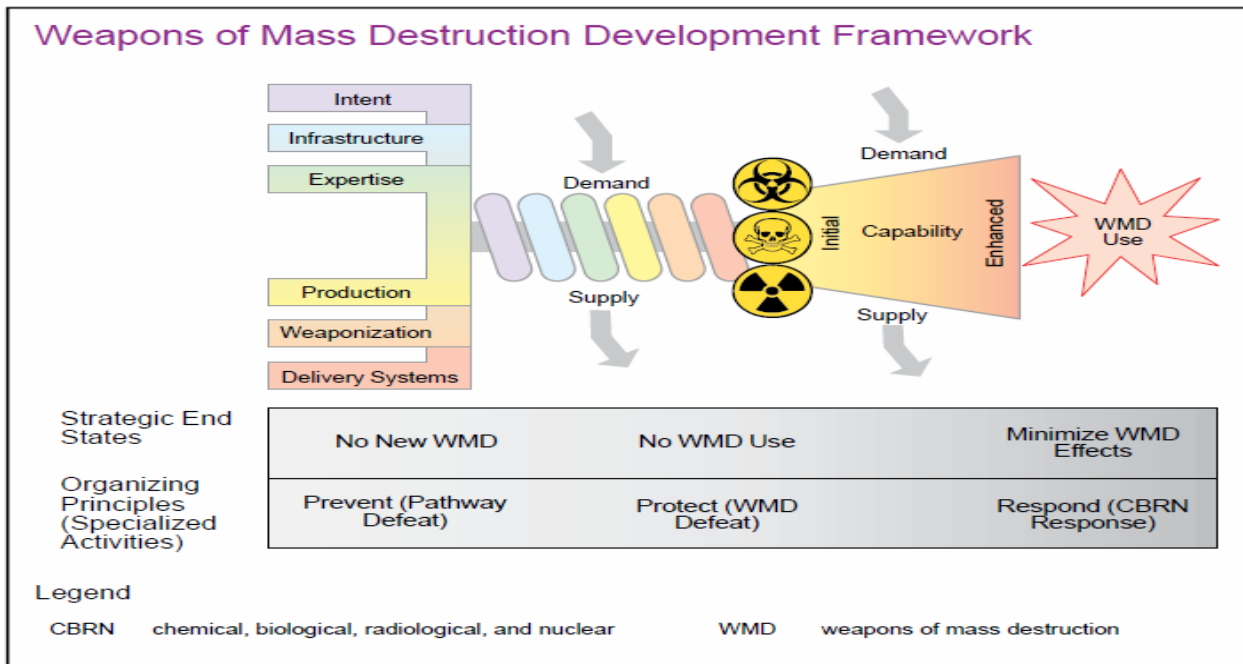 Weapons of Mass Destruction Development Framework
Intent
Infrastructure
Expertise
Production
Weaponization
Delivery Systems
Demand
Supply
Demand
Initial
Capability
Enhanced
Supply
WMD
Use
Strategic End
States
No New WMD
No WMD Use
Minimize WMD
Effects
Organizing
Principles
(Specialized
Activities)
Prevent (Pathway
Defeat)
Protect (WMD
Defeat)
Respond (CBRN
Response)
Legend
CBRN chemical, biological, radiological, and nuclear
WMD weapons of mass destruction